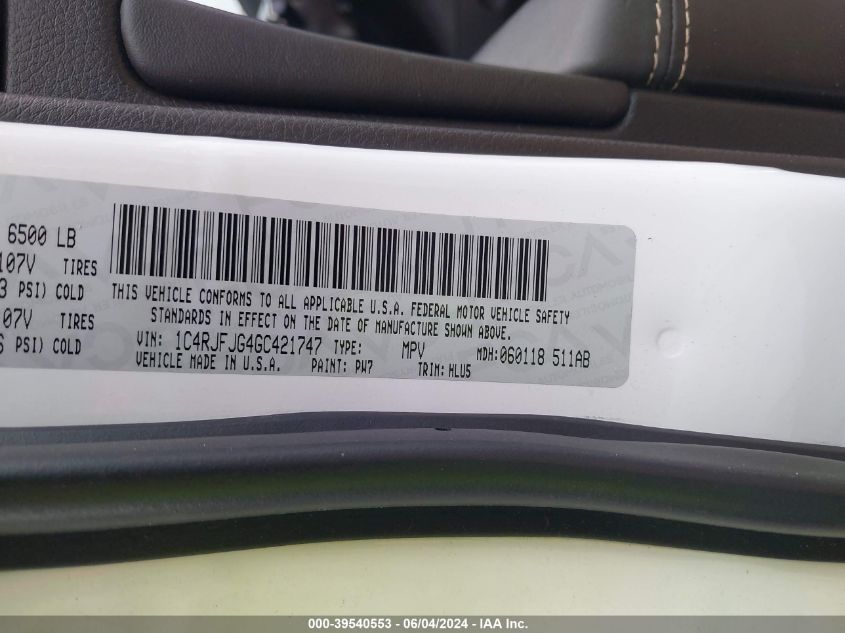 6500 LB
107V TIRES
3 PSI) COLD
07V TIRES
PSI) COLD
THIS VEHICLE CONFORMS TO ALL APPLICABLE U.S.A. FEDERAL MOTOR VEHICLE SAFETY
STANDARDS IN EFFECT ON THE DATE OF MANUFACTURE SHOWN ABOVE.
VIN: 1C4RJFJG4GC421747 TYPE: MPV MDH:060118 511AB
VEHICLE MADE IN U.S.A. PAINT: PW7 TRIM: HLU5
000-39540553 - 06/04/2024 - IAA Inc.